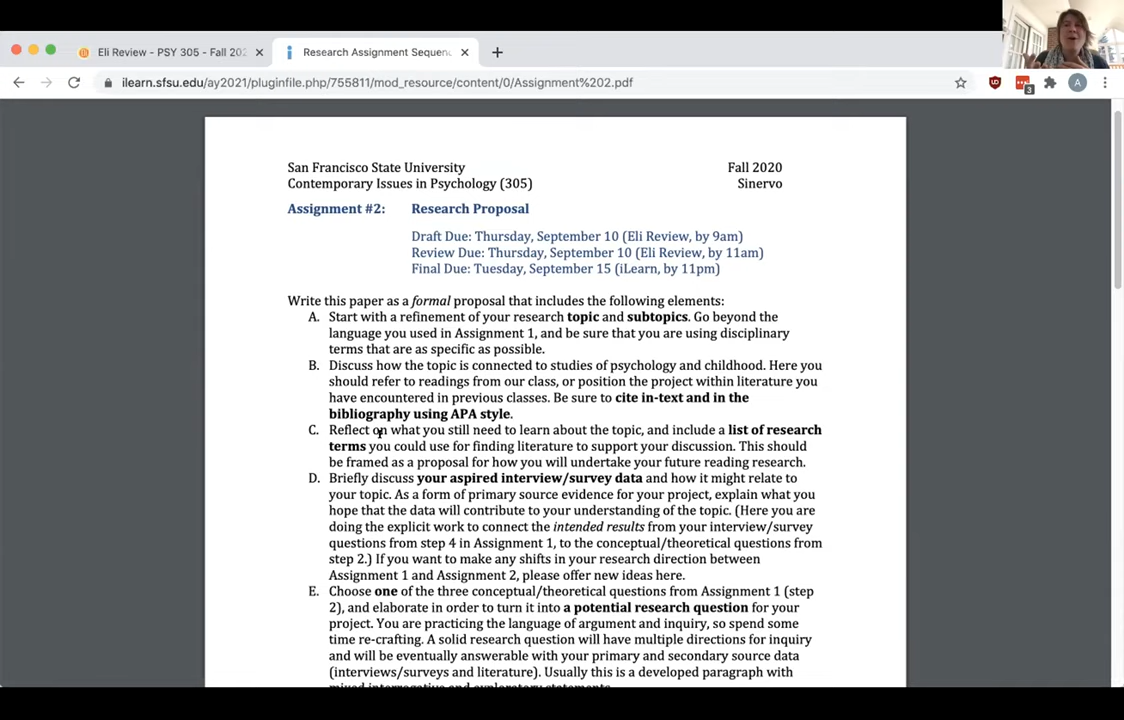 Eli Review - PSY 305 - Fall 202
Research Assignment Sequenc
ilearn.sfsu.edu/ay2021/pluginfile.php/755811/mod_resource/content/0/Assignment%202.pdf
3
A
San Francisco State University Fall 2020
Contemporary Issues in Psychology (305) Sinervo
Assignment #2: Research Proposal
Draft Due: Thursday, September 10 (Eli Review, by 9am)
Review Due: Thursday, September 10 (Eli Review, by 11am)
Final Due: Tuesday, September 15 (iLearn, by 11pm)
Write this paper as a formal proposal that includes the following elements:
A. Start with a refinement of your research topic and subtopics. Go beyond the
language you used in Assignment 1, and be sure that you are using disciplinary
terms that are as specific as possible.
B. Discuss how the topic is connected to studies of psychology and childhood. Here you
should refer to readings from our class, or position the project within literature you
have encountered in previous classes. Be sure to cite in-text and in the
bibliography using APA style.
C. Reflect on what you still need to learn about the topic, and include a list of research
terms you could use for finding literature to support your discussion. This should
be framed as a proposal for how you will undertake your future reading research.
D. Briefly discuss your aspired interview/survey data and how it might relate to
your topic. As a form of primary source evidence for your project, explain what you
hope that the data will contribute to your understanding of the topic. (Here you are
doing the explicit work to connect the intended results from your interview/survey
questions from step 4 in Assignment 1, to the conceptual/theoretical questions from
step 2.) If you want to make any shifts in your research direction between
Assignment 1 and Assignment 2, please offer new ideas here.
E. Choose one of the three conceptual/theoretical questions from Assignment 1 (step
2), and elaborate in order to turn it into a potential research question for your
project. You are practicing the language of argument and inquiry, so spend some
time re-crafting. A solid research question will have multiple directions for inquiry
and will be eventually answerable with your primary and secondary source data
(interviews/surveys and literature). Usually this is a developed paragraph with
mixed interrogative and exploratory statements.